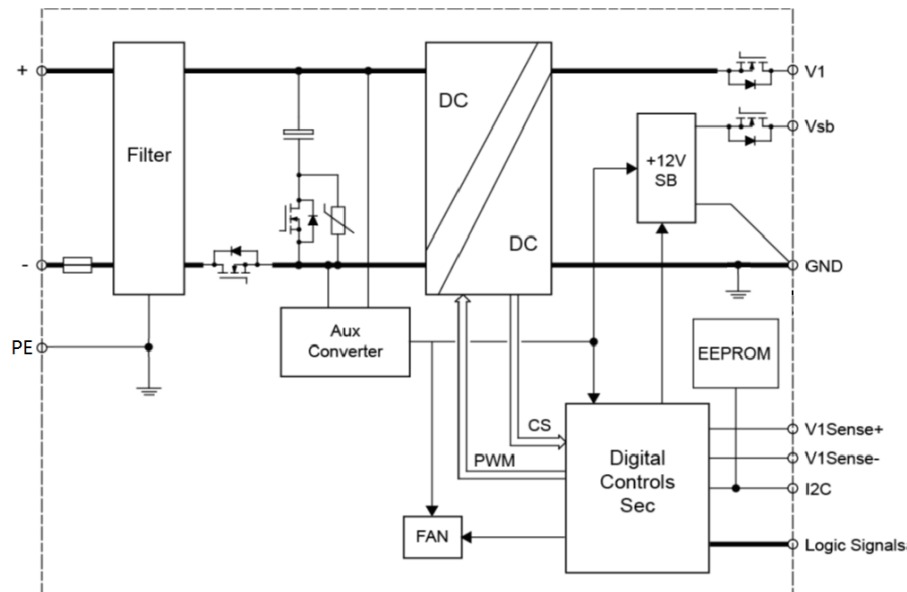 +
DC
V1
Vsb
Filter
+12V
SB
DC
-
GND
PE
Aux
Converter
EEPROM
CS
V1Sense+
PWM
Digital
Controls
Sec
V1Sense-
I2C
FAN
Logic Signals